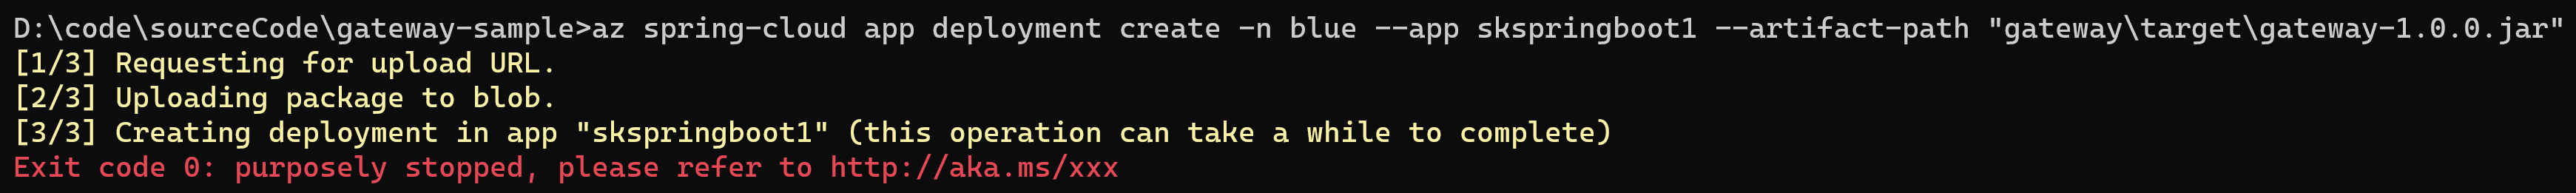 D:\code\sourceCode\gateway-sample>az spring-cloud app deployment create -n blue --app skspringboot1 --artifact-path "gateway\target\gateway-1.0.0.jar"
[1/3] Requesting for upload URL.
[2/3] Uploading package to blob.
[3/3] Creating deployment in app "skspringboot1" (this operation can take a while to complete)
Exit code 0: purposely stopped, please refer to http://aka.ms/xxx